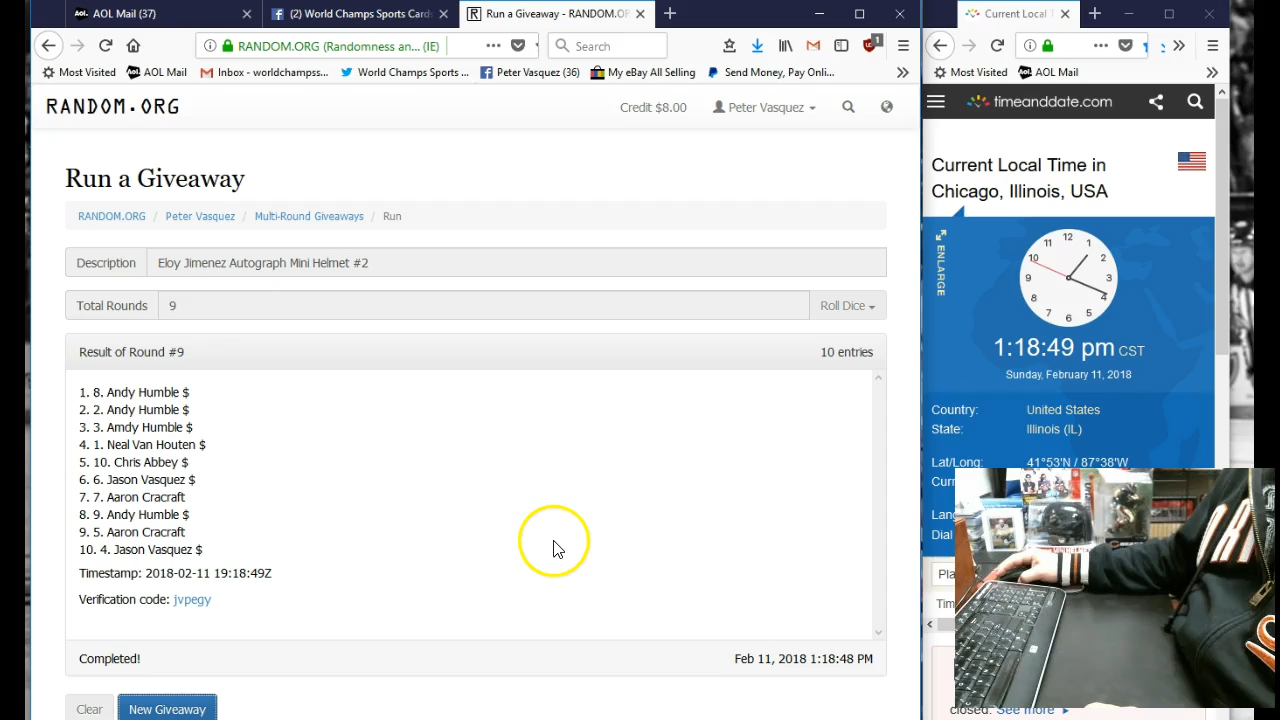 AOL Mail (37)
(2) World Champs Sports Cards
Run a Giveaway - RANDOM.OR
Current Local T
RANDOM.ORG (Randomness an... (IE)
Search
1
Most Visited
AOL Mail
Inbox - worldchampss...
World Champs Sports ...
Peter Vasquez (36)
My eBay All Selling
Send Money, Pay Onli...
Most Visited
AOL Mail
RANDOM.ORG
Credit $8.00
Peter Vasquez
timeanddate.com
Run a Giveaway
RANDOM.ORG / Peter Vasquez / Multi-Round Giveaways / Run
Description
Eloy Jimenez Autograph Mini Helmet #2
Total Rounds
9
Roll Dice
Result of Round #9
10 entries
1. 8. Andy Humble $
2. 2. Andy Humble $
3. 3. Amdy Humble $
4. 1. Neal Van Houten $
5. 10. Chris Abbey $
6. 6. Jason Vasquez $
7. 7. Aaron Cracraft
8. 9. Andy Humble $
9. 5. Aaron Cracraft
10. 4. Jason Vasquez $
Timestamp: 2018-02-11 19:18:49Z
Verification code: jvpegy
Completed!
Feb 11, 2018 1:18:48 PM
Clear
New Giveaway
Current Local Time in
Chicago, Illinois, USA
ENLARGE
12
1
2
3
4
5
6
7
8
9
10
11
1:18:49 pm CST
Sunday, February 11, 2018
Country: United States
State: Illinois (IL)
Lat/Long: 41°53'N / 87°38'W
Curr
Lang
Dial
Pla
Tim
closed. See more